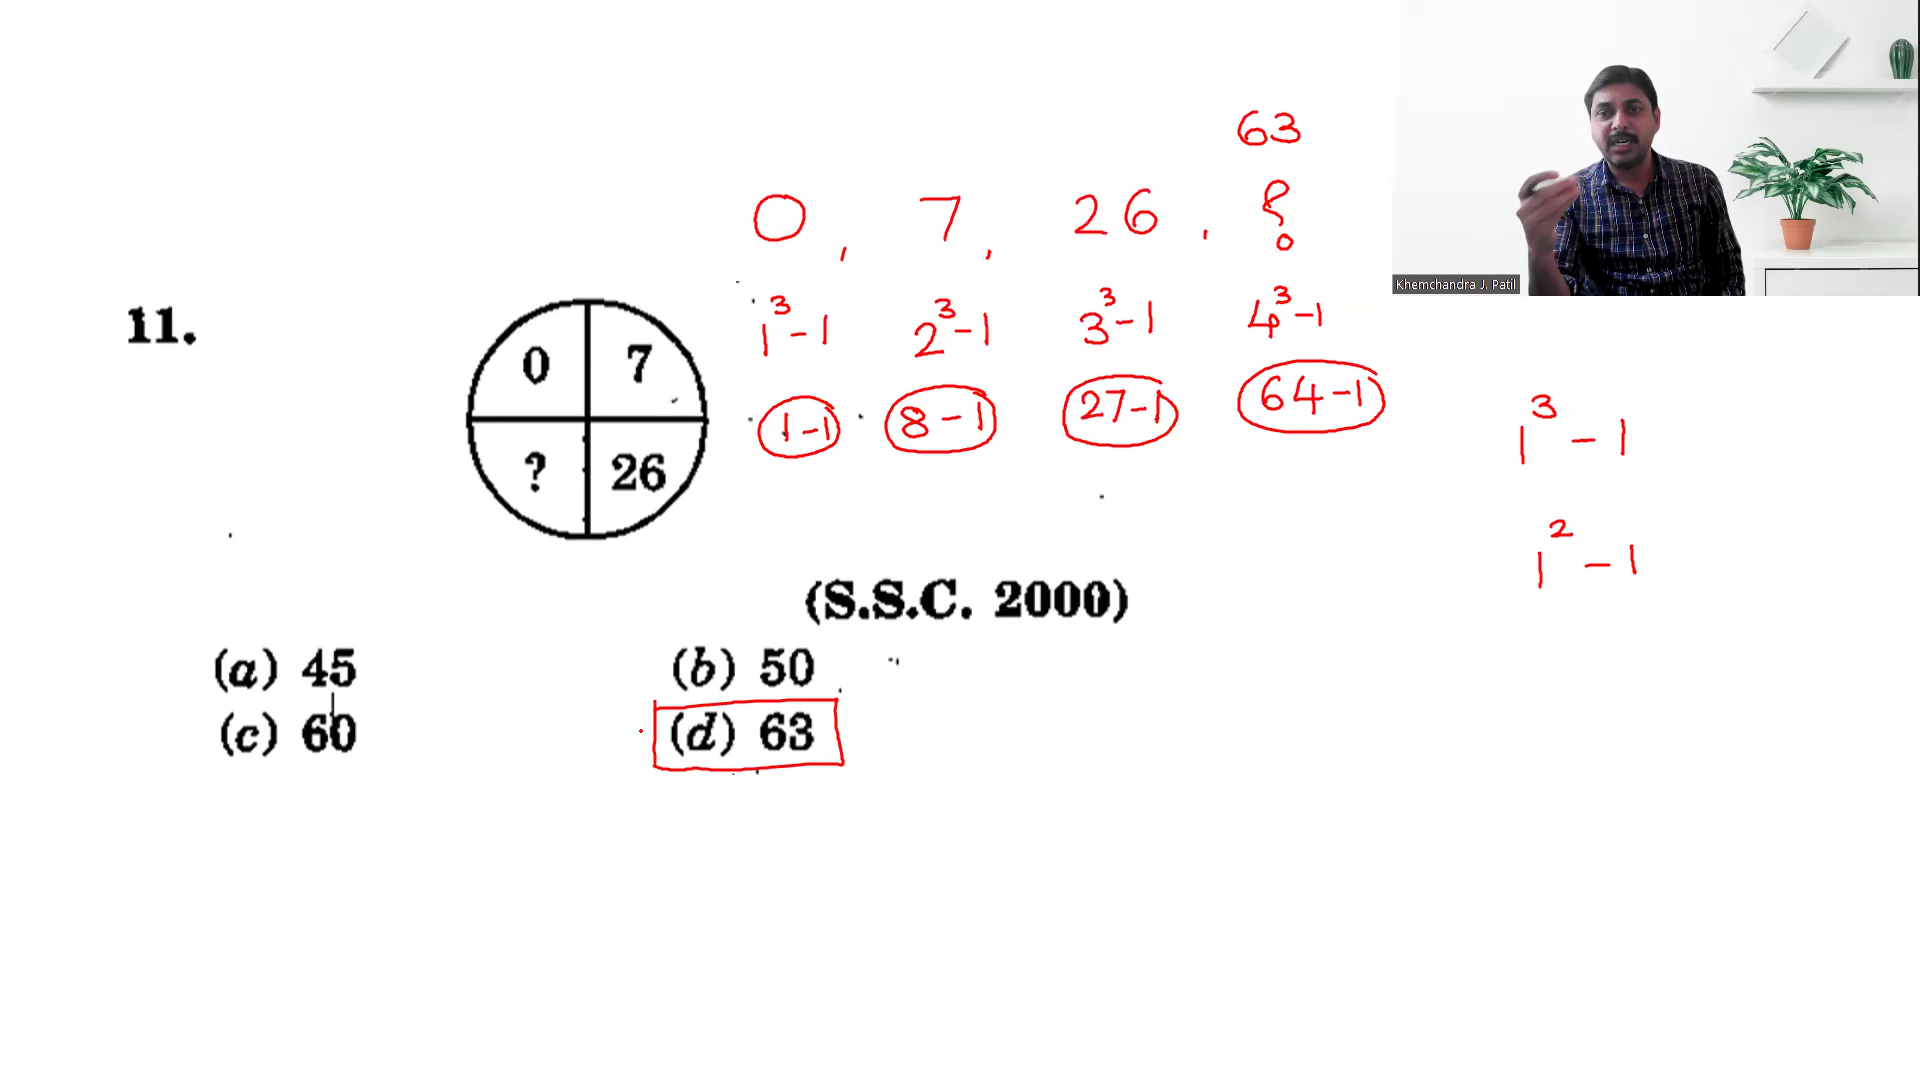 63
0, 7, 26, ?
Khemchandra J. Patil
11.
1³-1 2³-1 3³-1 4³-1
0 7
1-1 8-1 27-1 64-1
1³-1
? 26
1²-1
(S.S.C. 2000)
(a) 45 (b) 50
(c) 60 (d) 63